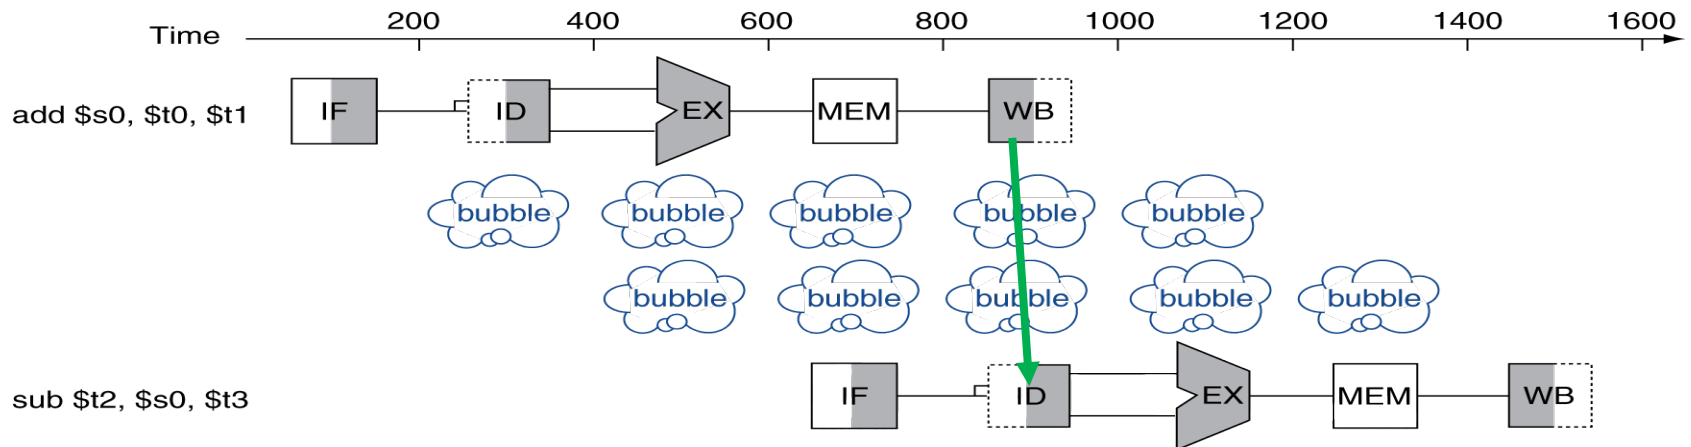 200 400 600 800 1000 1200 1400 1600
Time
add $s0, $t0, $t1 IF ID EX MEM WB
bubble bubble bubble bubble bubble
bubble bubble bubble bubble bubble
sub $t2, $s0, $t3 IF ID EX MEM WB